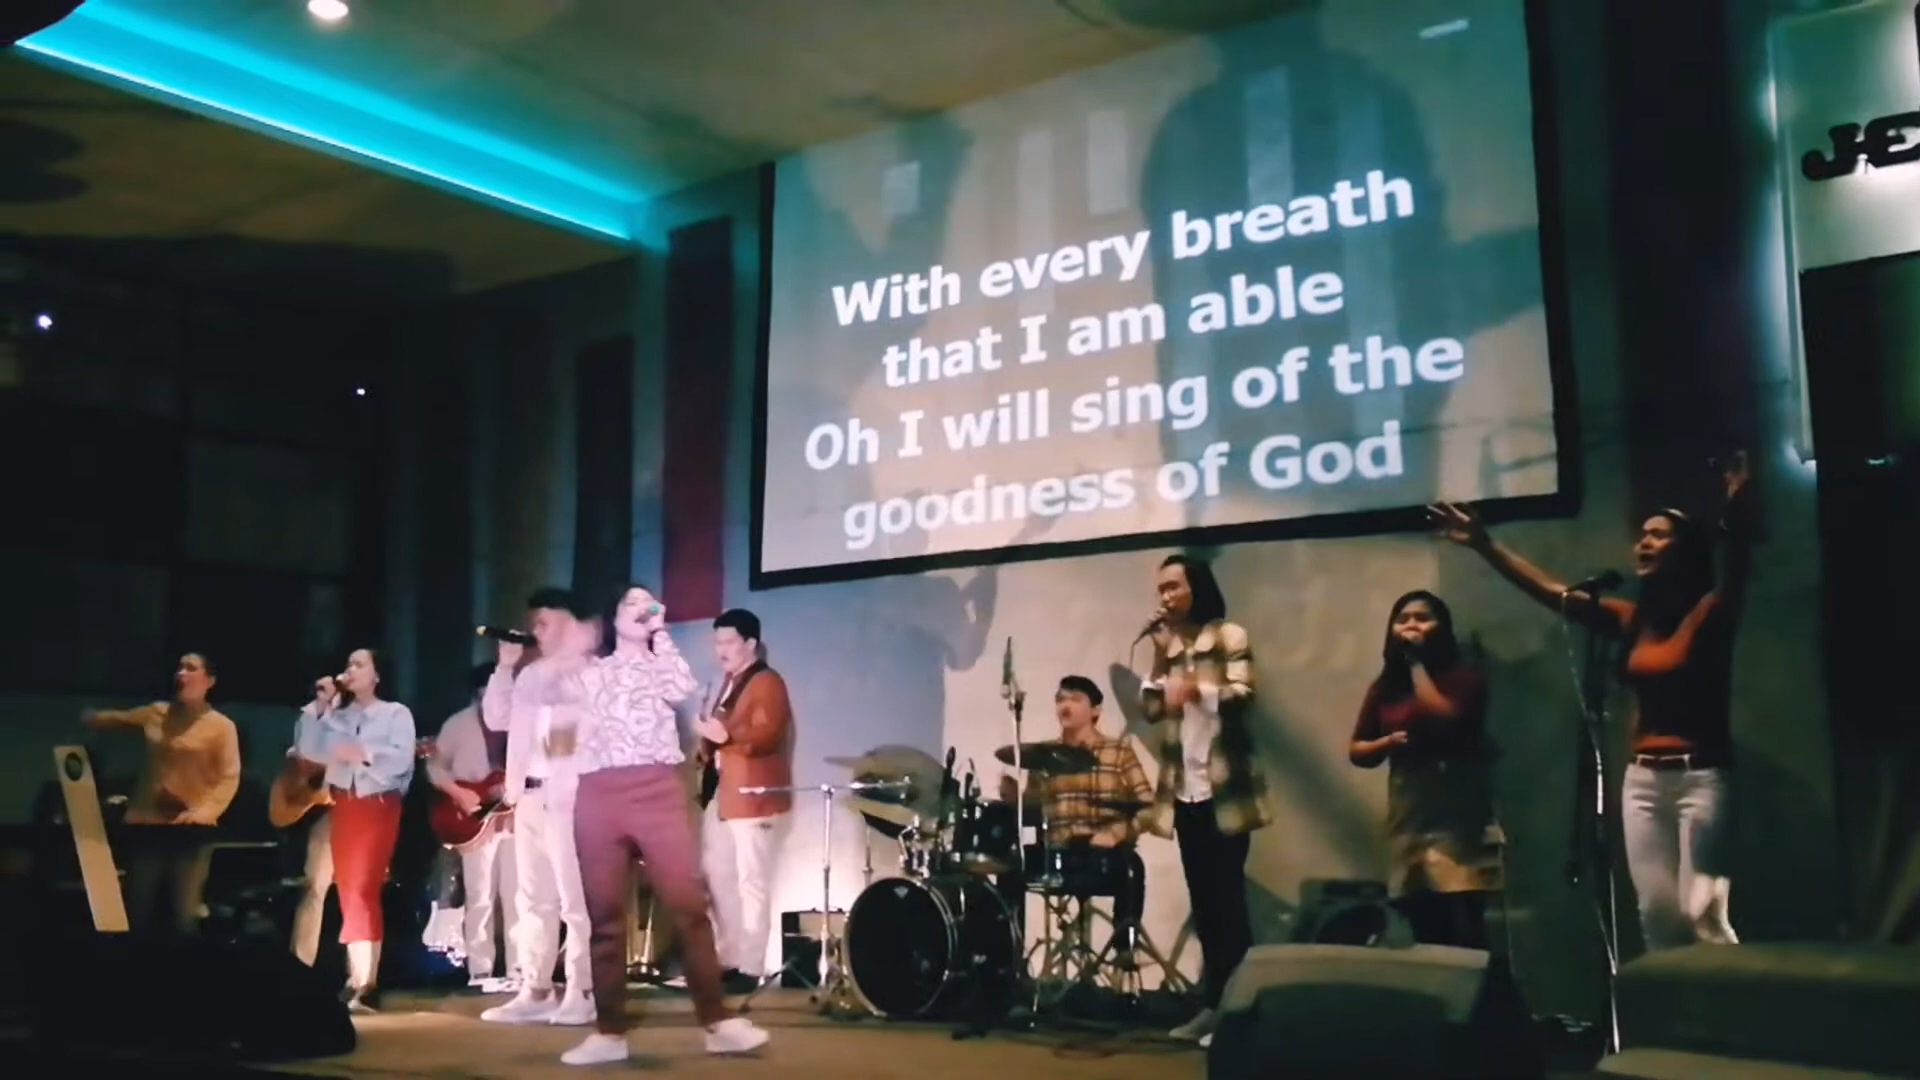 With every breath
that I am able
Oh I will sing of the
goodness of God